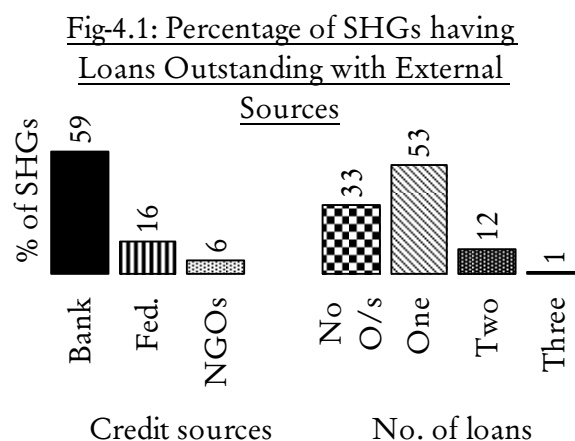 Fig-4.1: Percentage of SHGs having
Loans Outstanding with External
Sources
% of SHGs
59
16
6
33
53
12
1
Bank
Fed.
NGOs
No
O/s
One
Two
Three
Credit sources
No. of loans